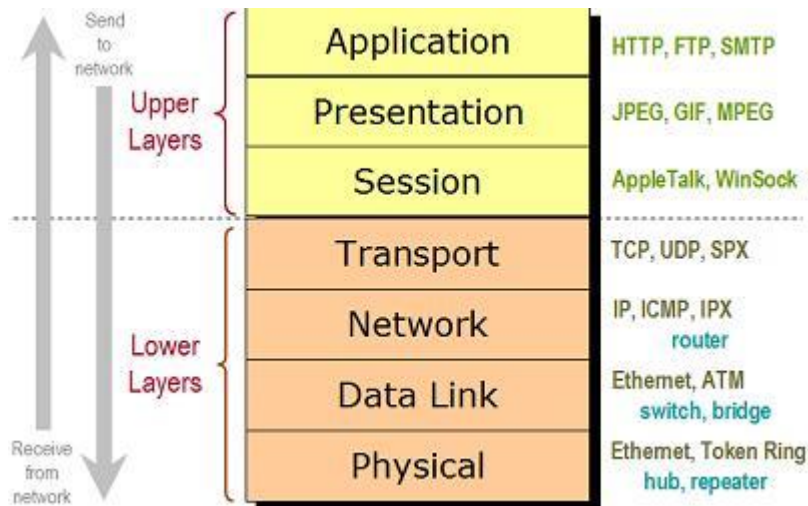 Send
to
network
Upper
Layers
Application
HTTP, FTP, SMTP
Presentation
JPEG, GIF, MPEG
Session
AppleTalk, WinSock
Lower
Layers
Transport
TCP, UDP, SPX
Network
IP, ICMP, IPX
router
Data Link
Ethernet, ATM
switch, bridge
Physical
Ethernet, Token Ring
hub, repeater
Receive
from
network